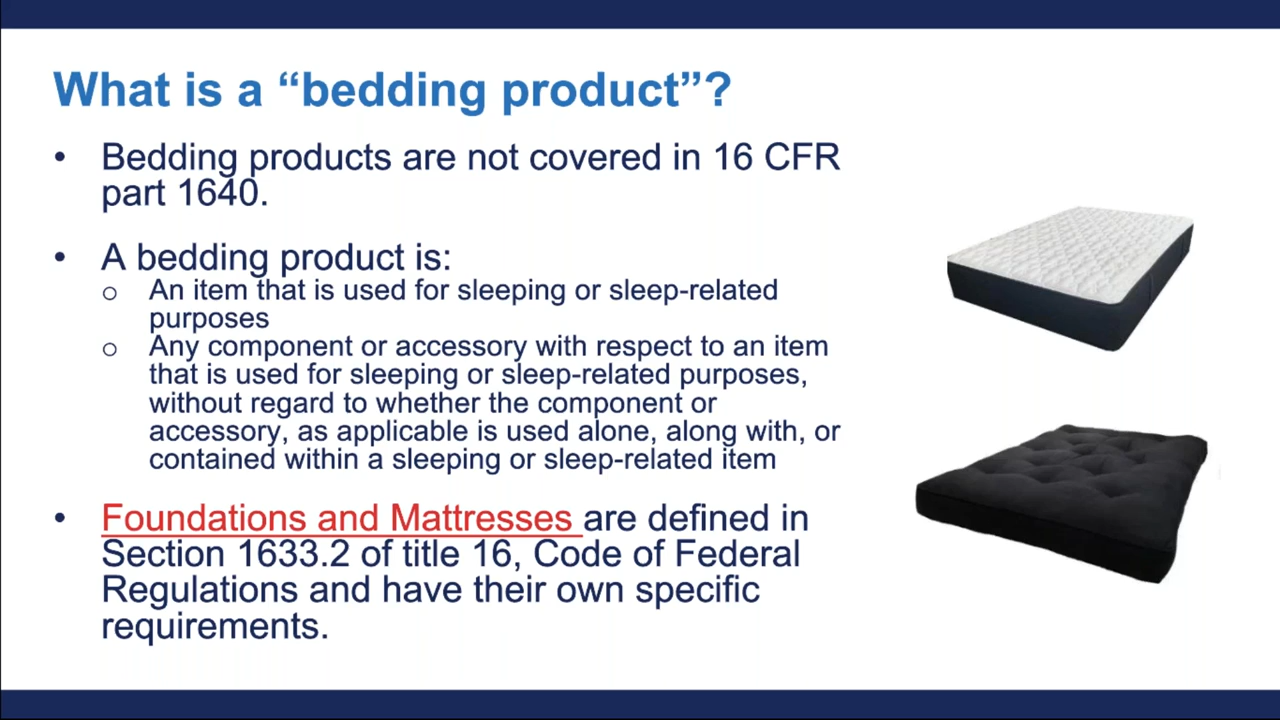 What is a “bedding product”?
• Bedding products are not covered in 16 CFR
part 1640.
• A bedding product is:
o An item that is used for sleeping or sleep-related
purposes
o Any component or accessory with respect to an item
that is used for sleeping or sleep-related purposes,
without regard to whether the component or
accessory, as applicable is used alone, along with, or
contained within a sleeping or sleep-related item
• Foundations and Mattresses are defined in
Section 1633.2 of title 16, Code of Federal
Regulations and have their own specific
requirements.